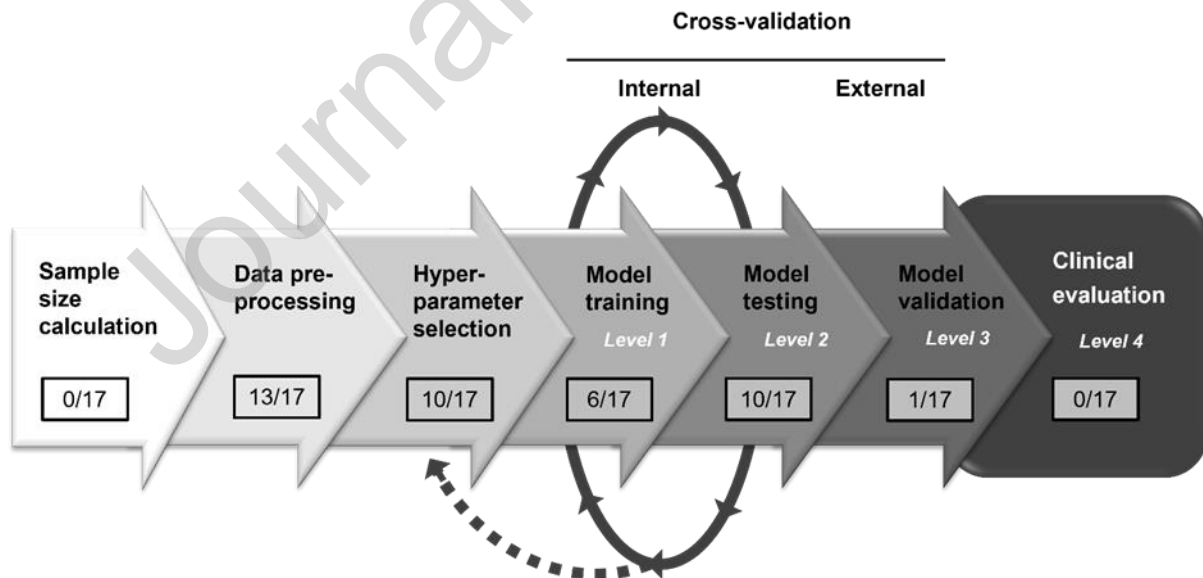 Cross-validation
Internal
External
Sample
size
calculation
0/17
Data pre-
processing
13/17
Hyper-
parameter
selection
10/17
Model
training
Level 1
6/17
Model
testing
Level 2
10/17
Model
validation
Level 3
1/17
Clinical
evaluation
Level 4
0/17
Journal